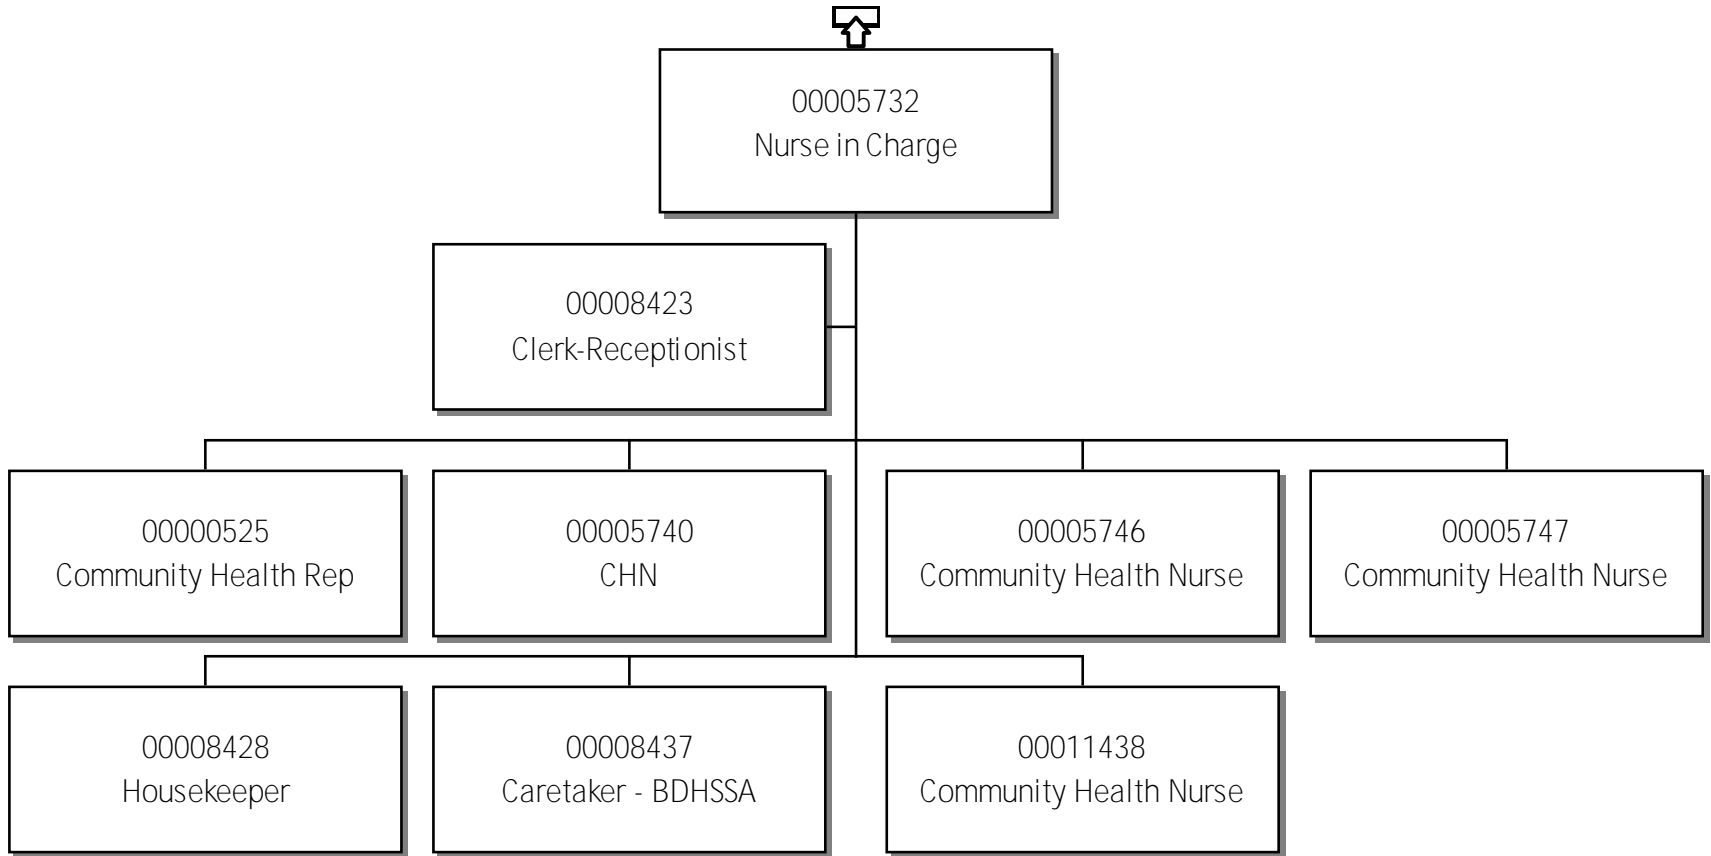 00005732
Nurse in Charge
00008423
Clerk-Receptionist
00000525
Community Health Rep
00005740
CHN
00005746
Community Health Nurse
00005747
Community Health Nurse
00008428
Housekeeper
00008437
Caretaker - BDHSSA
00011438
Community Health Nurse